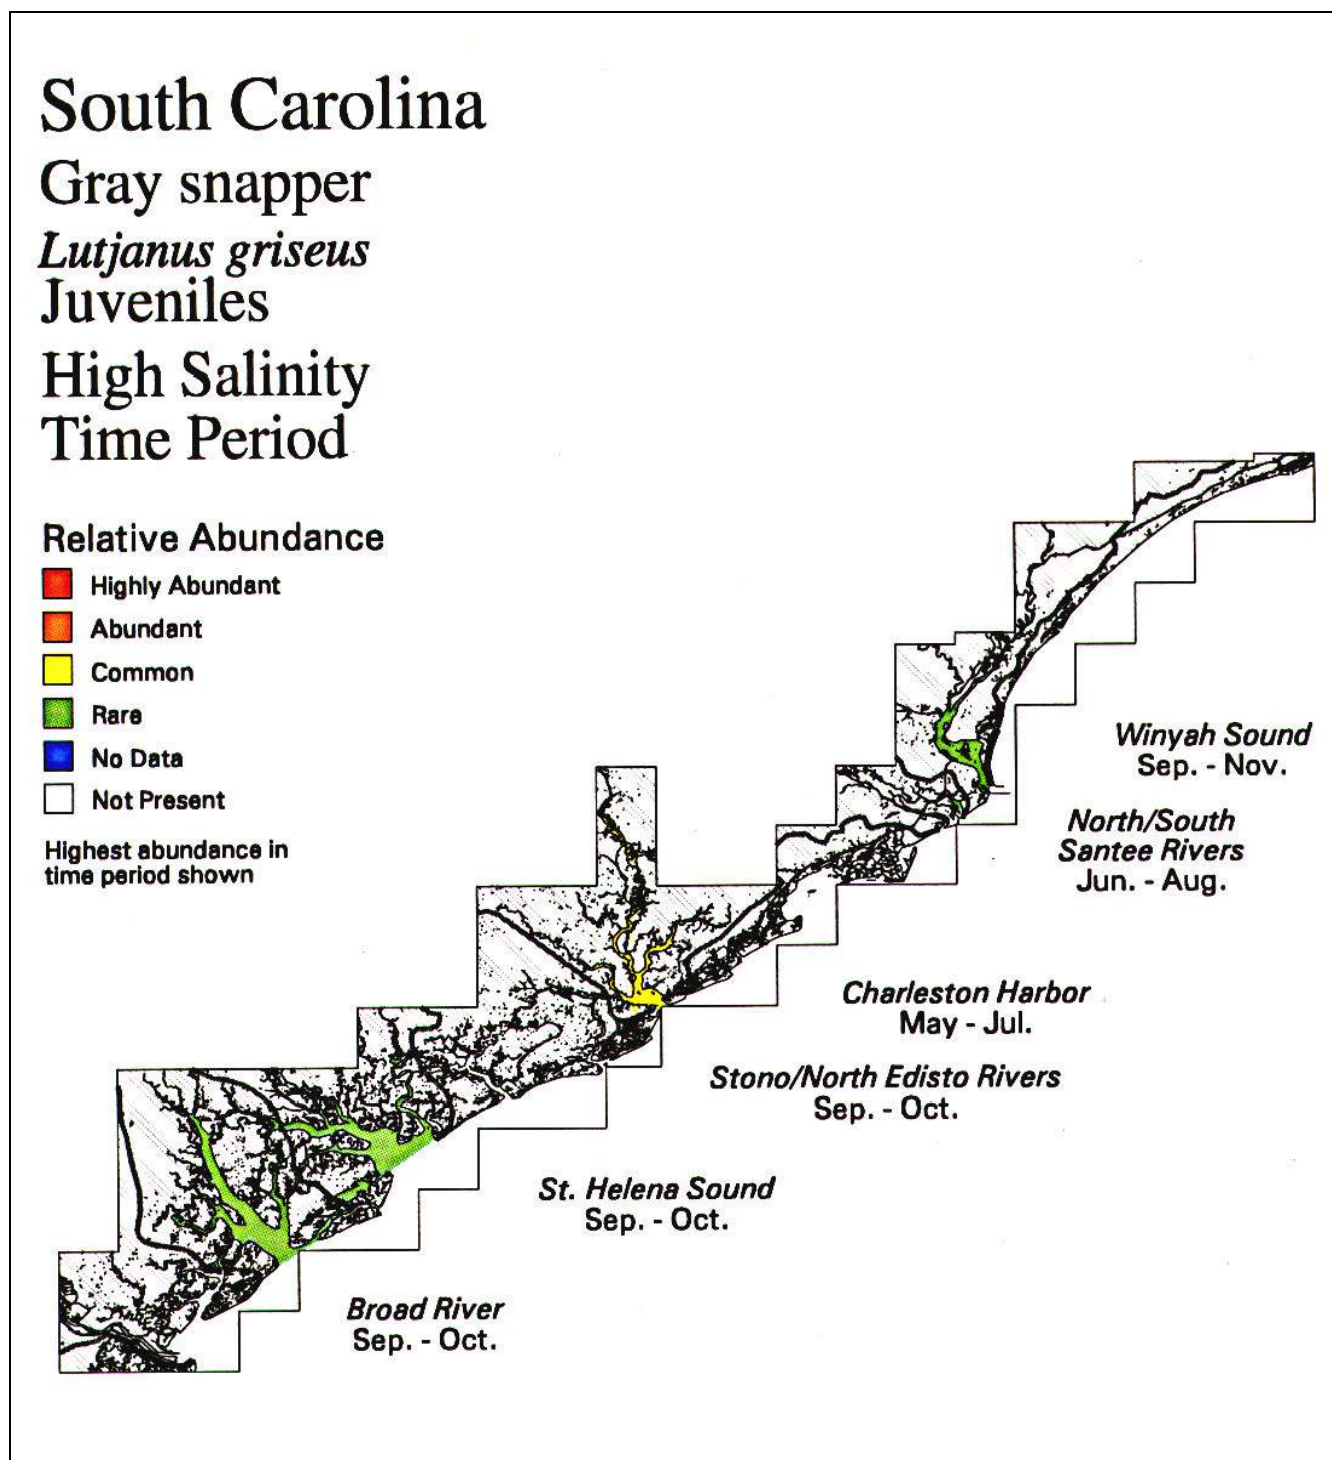 South Carolina
Gray snapper
Lutjanus griseus
Juveniles
High Salinity
Time Period
Relative Abundance
Highly Abundant
Abundant
Common
Rare
No Data
Not Present
Highest abundance in
time period shown
Winyah Sound
Sep. - Nov.
North/South
Santee Rivers
Jun. - Aug.
Charleston Harbor
May - Jul.
Stono/North Edisto Rivers
Sep. - Oct.
St. Helena Sound
Sep. - Oct.
Broad River
Sep. - Oct.